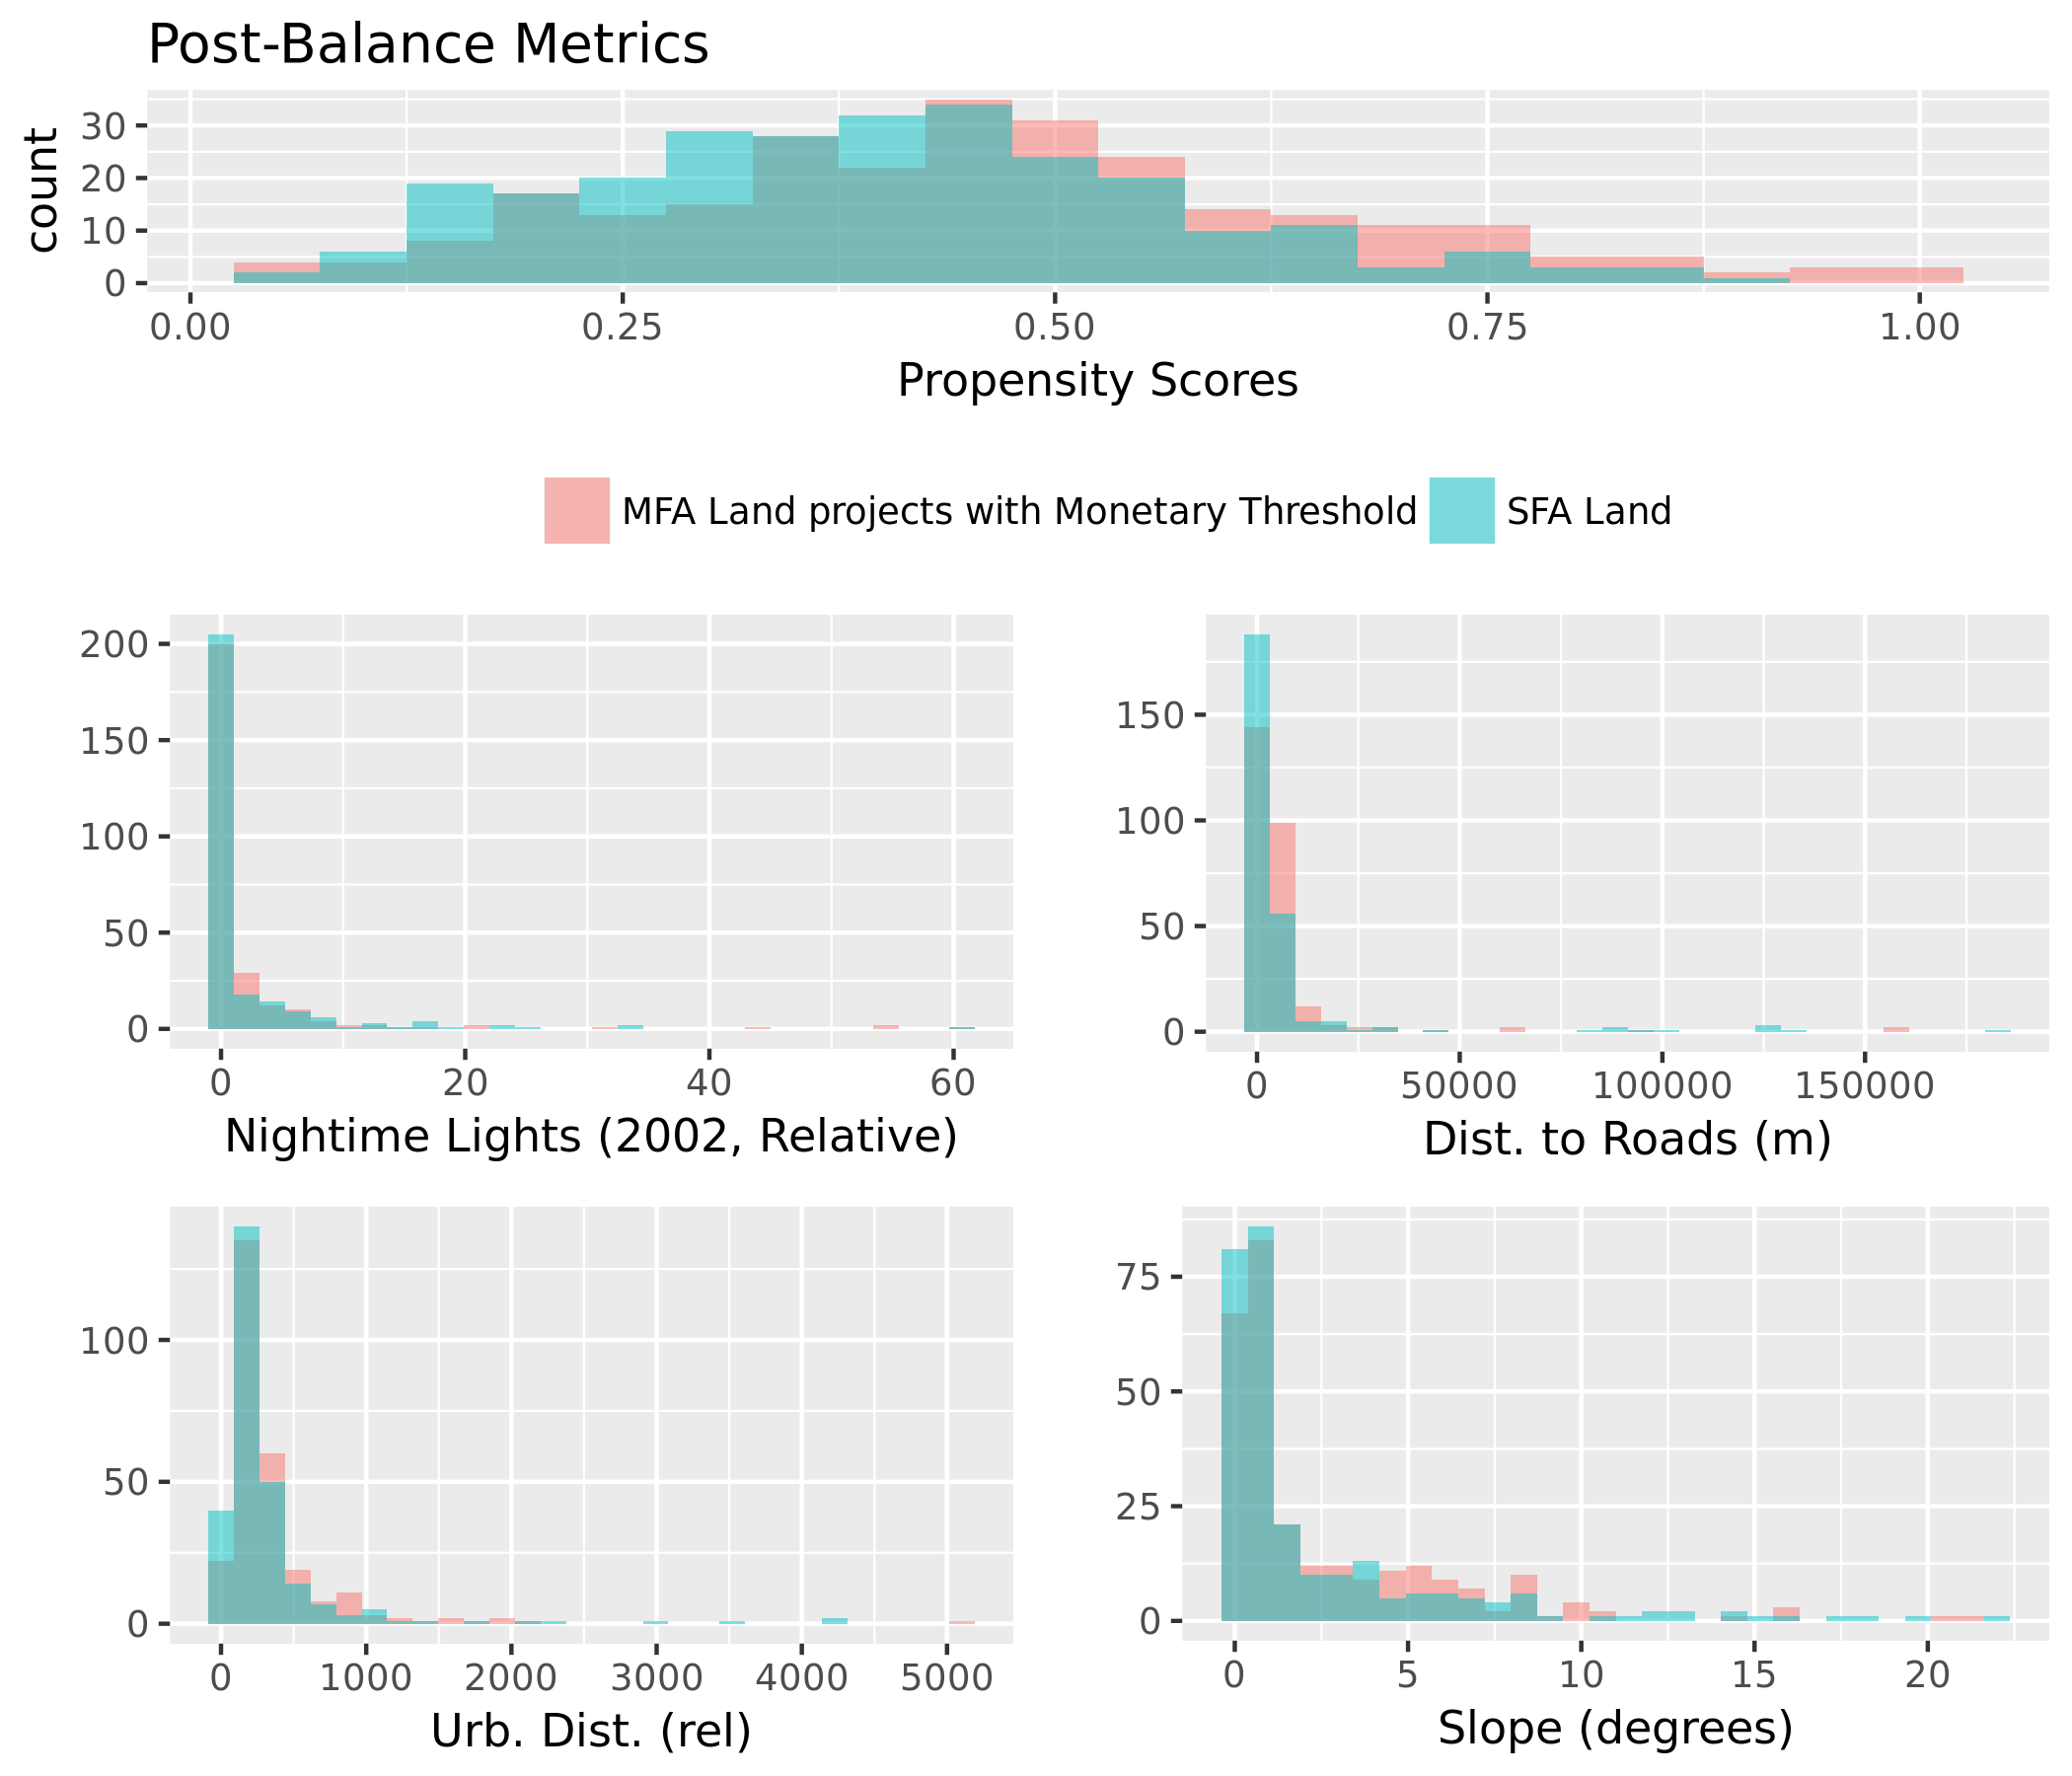 Post-Balance Metrics
count
30
20
10
0
0.00 0.25 0.50 0.75 1.00
Propensity Scores
MFA Land projects with Monetary Threshold SFA Land
200
150
100
50
0
0 20 40 60
Nightime Lights (2002, Relative)
150
100
50
0
0 50000 100000 150000
Dist. to Roads (m)
100
50
0
0 1000 2000 3000 4000 5000
Urb. Dist. (rel)
75
50
25
0
0 5 10 15 20
Slope (degrees)